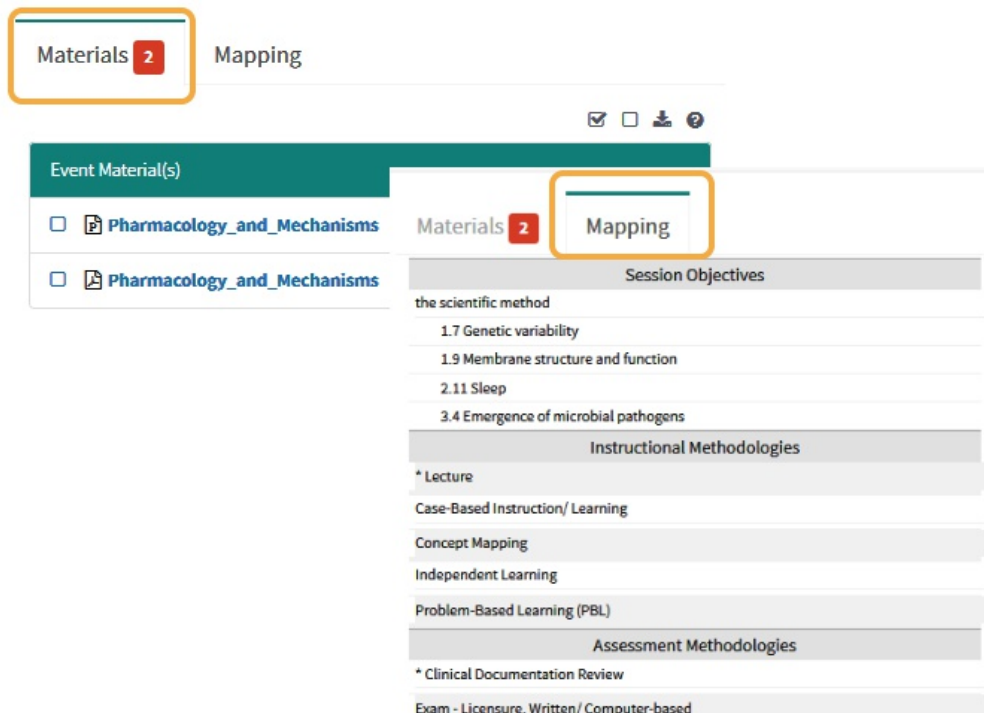 Materials 2 Mapping
Event Material(s)
Pharmacology_and_Mechanisms
Pharmacology_and_Mechanisms
Materials 2 Mapping
Session Objectives
the scientific method
1.7 Genetic variability
1.9 Membrane structure and function
2.11 Sleep
3.4 Emergence of microbial pathogens
Instructional Methodologies
* Lecture
Case-Based Instruction/ Learning
Concept Mapping
Independent Learning
Problem-Based Learning (PBL)
Assessment Methodologies
* Clinical Documentation Review
Exam - Licensure, Written/ Computer-based